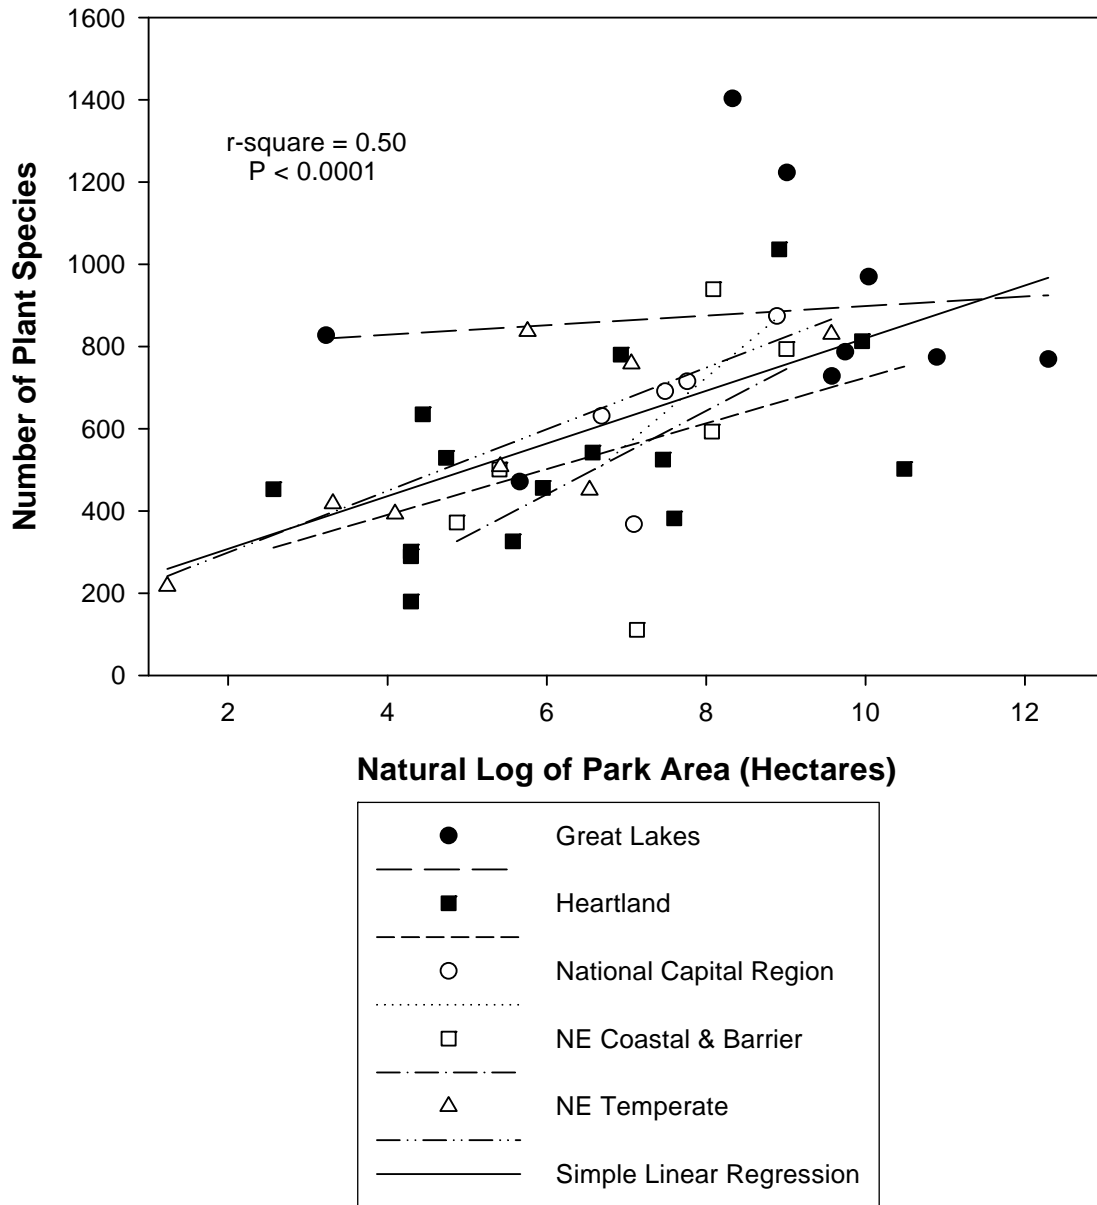 1600
1400
1200
1000
800
600
400
200
0
Number of Plant Species
r-square = 0.50
P < 0.0001
2 4 6 8 10 12
Natural Log of Park Area (Hectares)
Great Lakes
Heartland
National Capital Region
NE Coastal & Barrier
NE Temperate
Simple Linear Regression